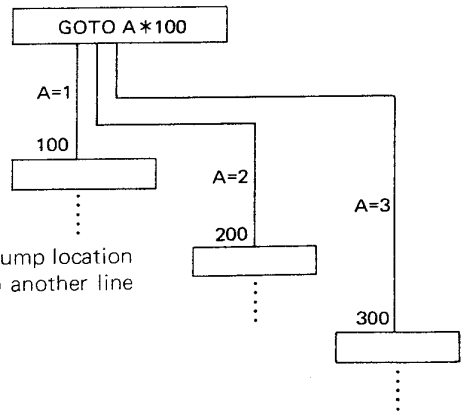 GOTO A*100
A=1
100
A=2
A=3
ump location
another line
200
300